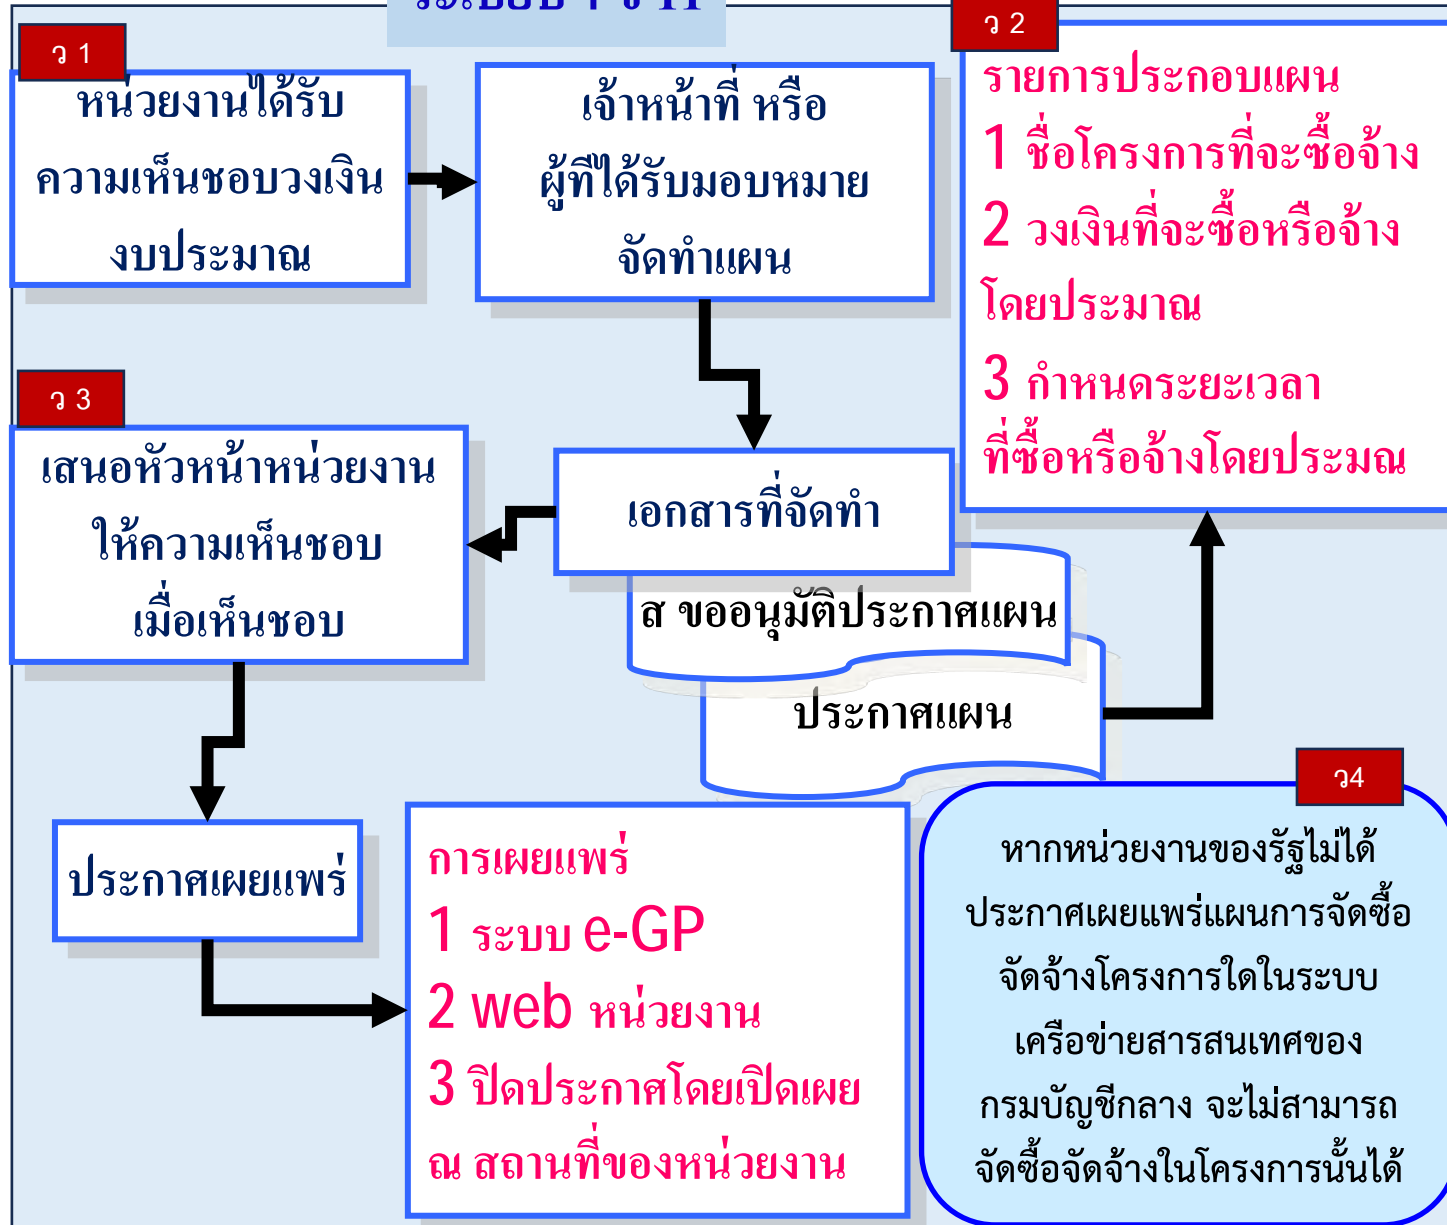 ว 1
หน่วยงานได้รับ
ความเห็นชอบวงเงิน
งบประมาณ
เจ้าหน้าที่ หรือ
ผู้ที่ได้รับมอบหมาย
จัดทำแผน
ว 2
รายการประกอบแผน
1 ชื่อโครงการที่จะซื้อจ้าง
2 วงเงินที่จะซื้อหรือจ้าง
โดยประมาณ
3 กำหนดระยะเวลา
ที่ซื้อหรือจ้างโดยประมณ
ว 3
เสนอหัวหน้าหน่วยงาน
ให้ความเห็นชอบ
เมื่อเห็นชอบ
เอกสารที่จัดทำ
ส ขออนุมัติประกาศแผน
ประกาศแผน
ประกาศเผยแพร่
การเผยแพร่
1 ระบบ e-GP
2 web หน่วยงาน
3 ปิดประกาศโดยเปิดเผย
ณ สถานที่ของหน่วยงาน
ว4
หากหน่วยงานของรัฐไม่ได้
ประกาศเผยแพร่แผนการจัดซื้อ
จัดจ้างโครงการใดในระบบ
เครือข่ายสารสนเทศของ
กรมบัญชีกลาง จะไม่สามารถ
จัดซื้อจัดจ้างในโครงการนั้นได้